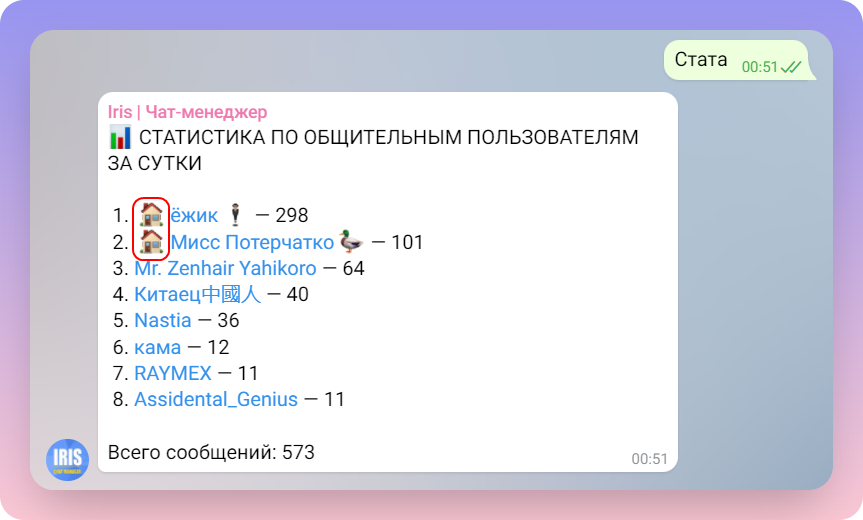 Стата 00:51
Iris | Чат-менеджер
📊 СТАТИСТИКА ПО ОБЩИТЕЛЬНЫМ ПОЛЬЗОВАТЕЛЯМ
ЗА СУТКИ
1. 🏠ёжик 🕴 — 298
2. 🏠Мисс Потерчатко 🦆 — 101
3. Mr. Zenhair Yahikoro — 64
4. Китаец中國人 — 40
5. Nastia — 36
6. кама — 12
7. RAYMEX — 11
8. Assidental_Genius — 11
Всего сообщений: 573
00:51
IRIS